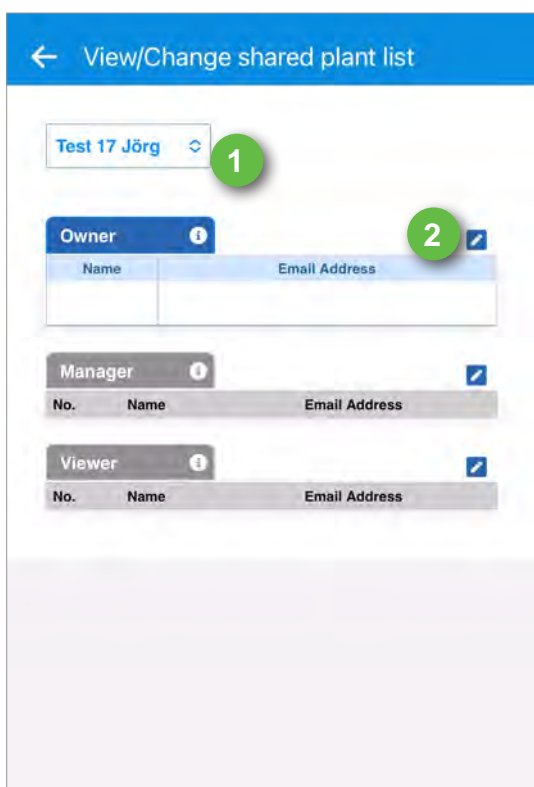 View/Change shared plant list
Test 17 Jörg
1
Owner
2
Name Email Address
Manager
No. Name Email Address
Viewer
No. Name Email Address